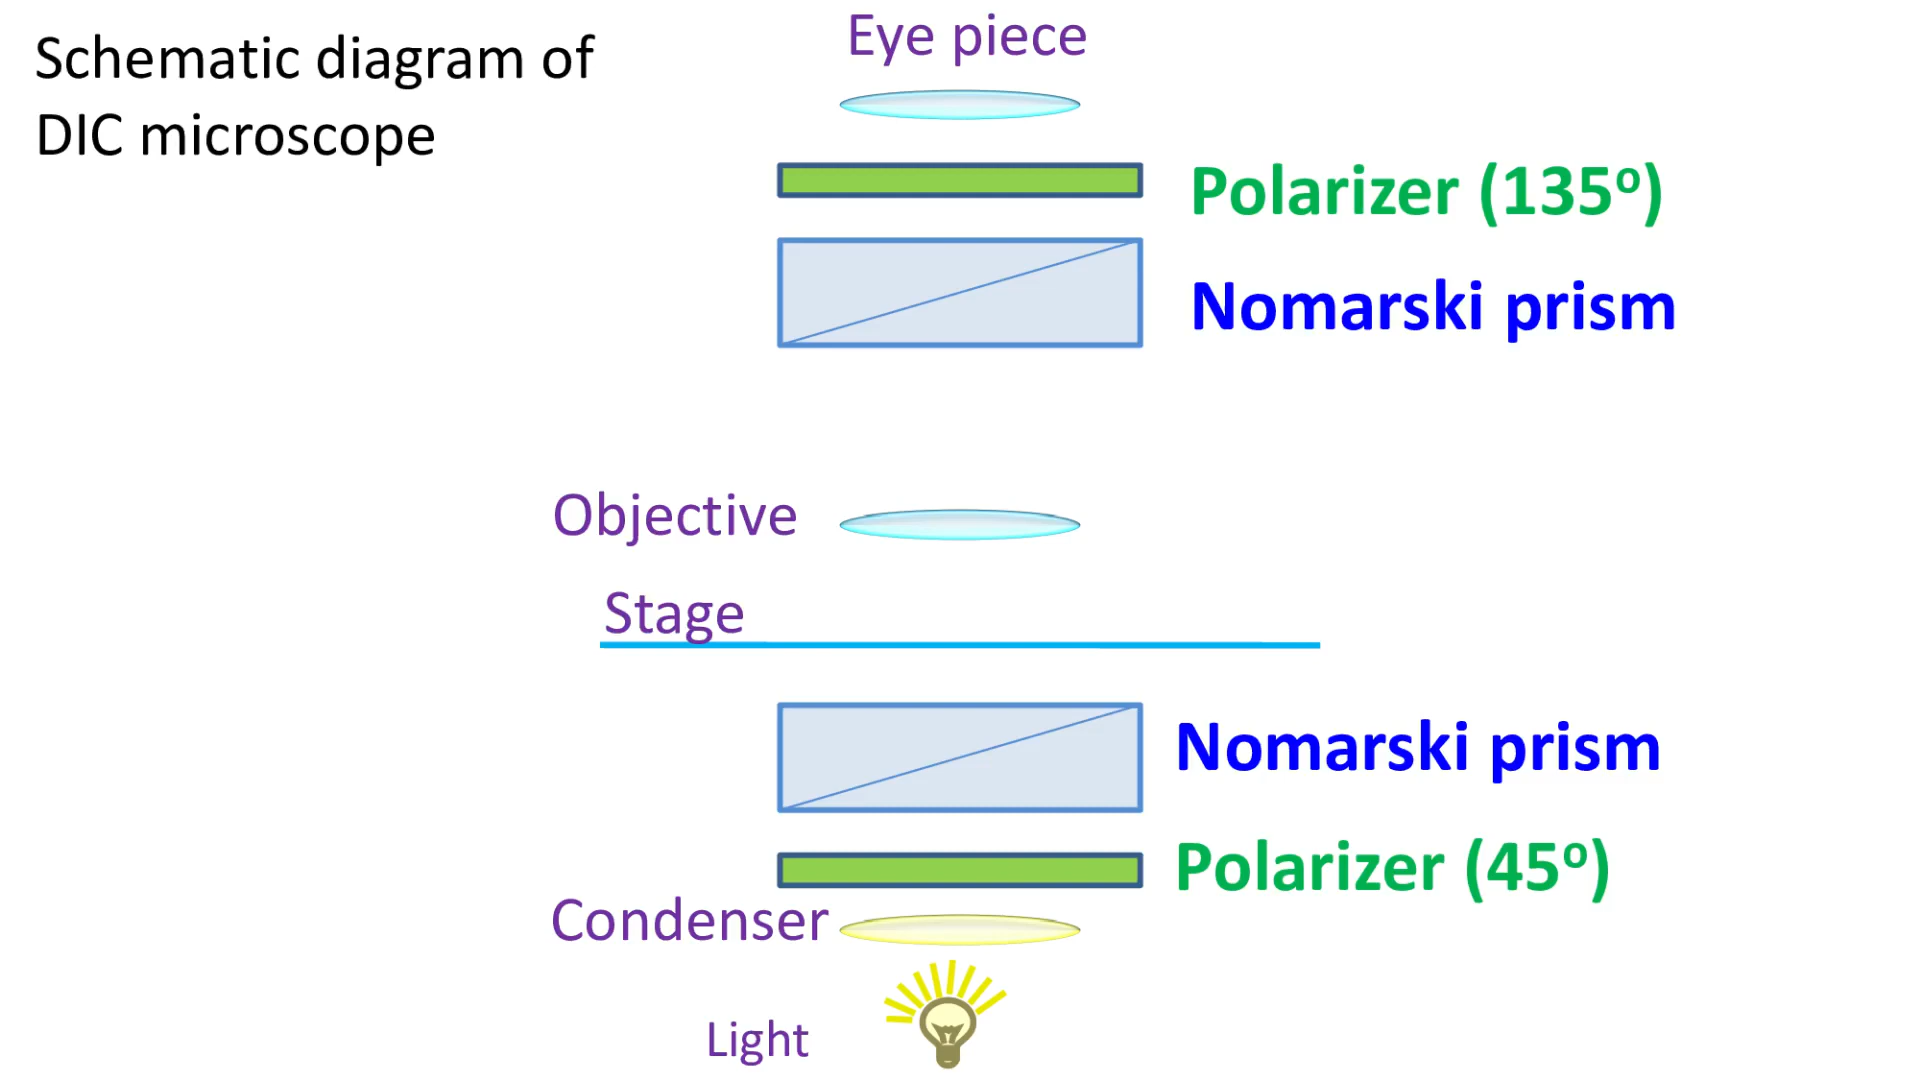 Schematic diagram of
DIC microscope
Eye piece
Polarizer (135º)
Nomarski prism
Objective
Stage
Nomarski prism
Polarizer (45º)
Condenser
Light